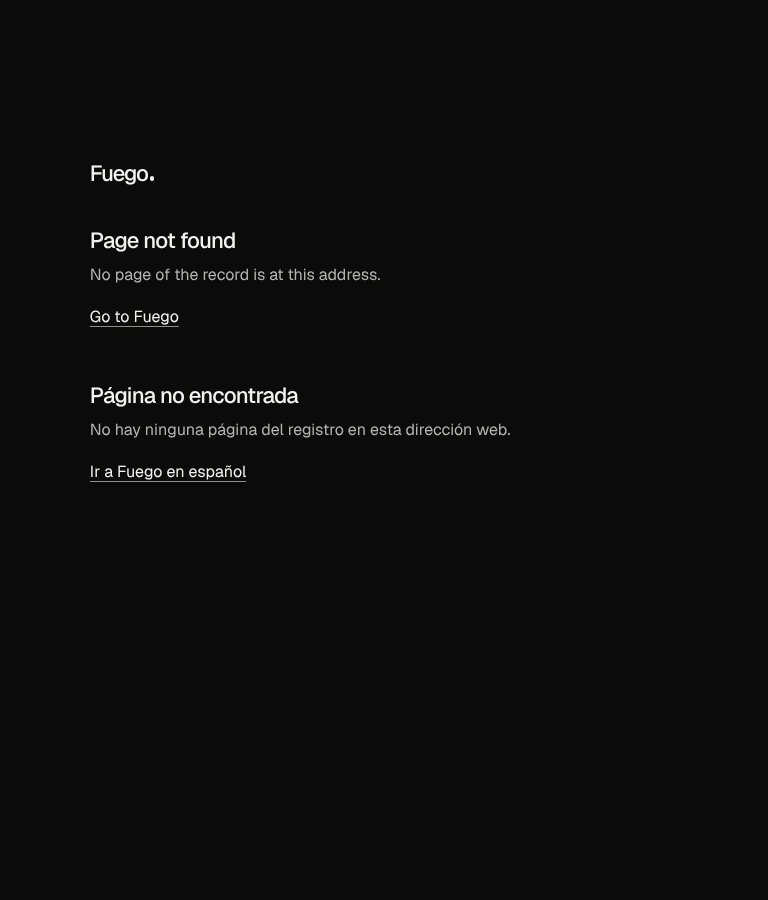 Fuego.
Page not found
No page of the record is at this address.
Go to Fuego
Página no encontrada
No hay ninguna página del registro en esta dirección web.
Ir a Fuego en español